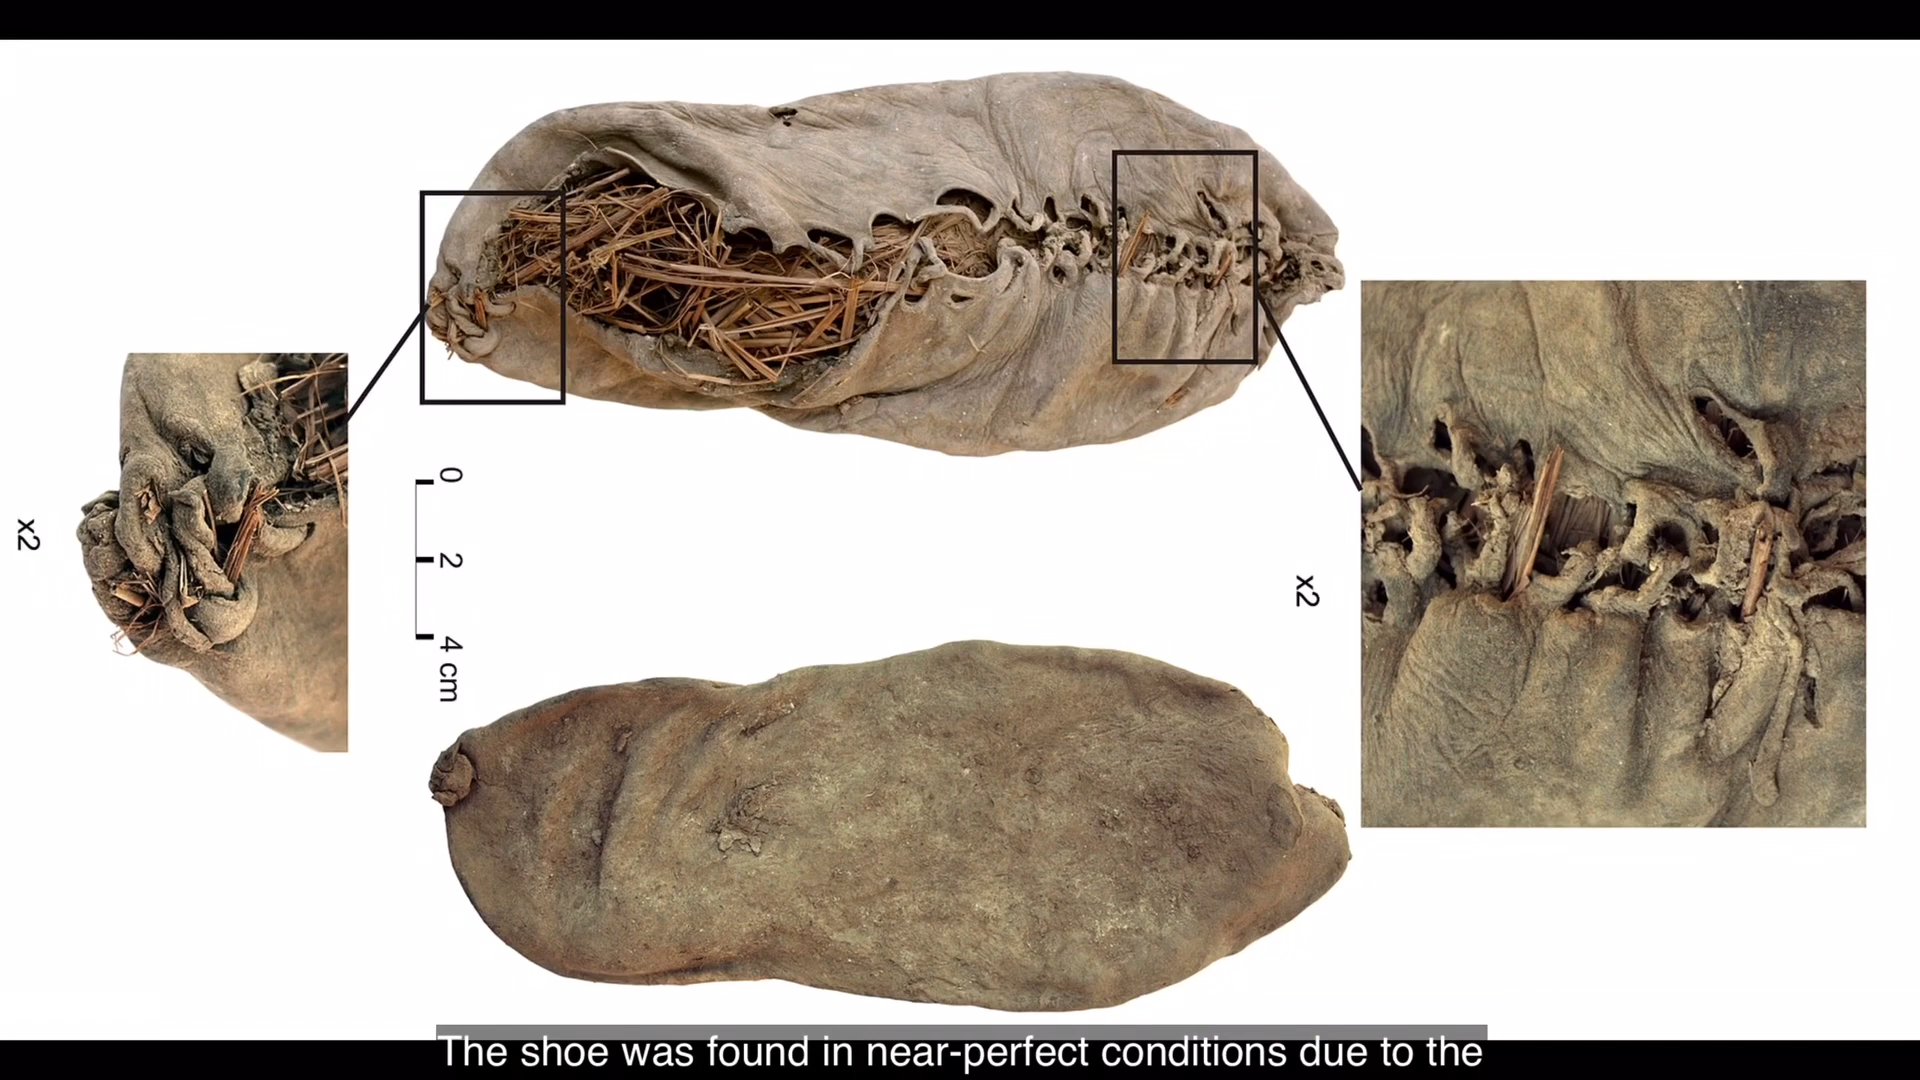 x2
0
2
4 cm
x2
The shoe was found in near-perfect conditions due to the